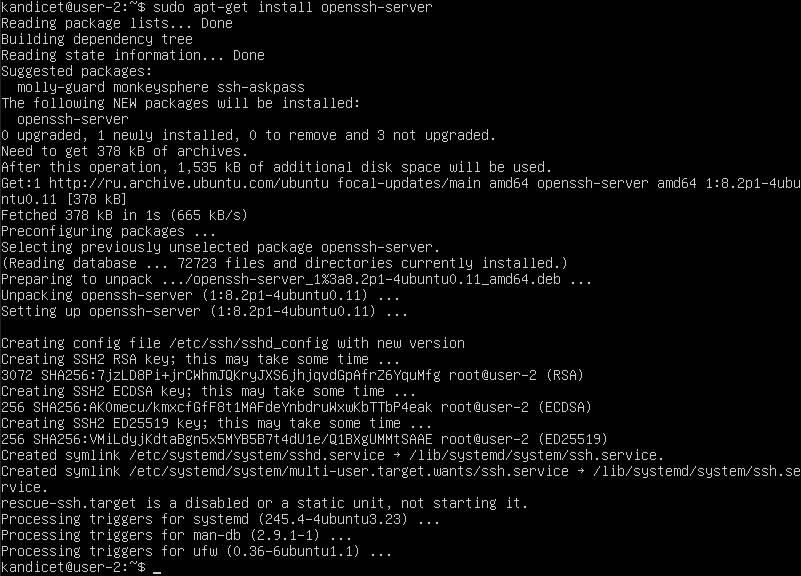 kandicet@user-2:~$ sudo apt-get install openssh-server
Reading package lists... Done
Building dependency tree
Reading state information... Done
Suggested packages:
  molly-guard monkeysphere ssh-askpass
The following NEW packages will be installed:
  openssh-server
0 upgraded, 1 newly installed, 0 to remove and 3 not upgraded.
Need to get 378 kB of archives.
After this operation, 1,535 kB of additional disk space will be used.
Get:1 http://ru.archive.ubuntu.com/ubuntu focal-updates/main amd64 openssh-server amd64 1:8.2p1-4ubu
ntu0.11 [378 kB]
Fetched 378 kB in 1s (665 kB/s)
Preconfiguring packages ...
Selecting previously unselected package openssh-server.
(Reading database ... 72723 files and directories currently installed.)
Preparing to unpack .../openssh-server_1%3a8.2p1-4ubuntu0.11_amd64.deb ...
Unpacking openssh-server (1:8.2p1-4ubuntu0.11) ...
Setting up openssh-server (1:8.2p1-4ubuntu0.11) ...

Creating config file /etc/ssh/sshd_config with new version
Creating SSH2 RSA key; this may take some time ...
3072 SHA256:7jzLD8Pi+jrCWhmJQKryJXS6jhjqvdGpAfrZ6YquMfg root@user-2 (RSA)
Creating SSH2 ECDSA key; this may take some time ...
256 SHA256:AKOmecu/kmxcfGfF8t1MAFdeYnbdruWxwKbTTbP4eak root@user-2 (ECDSA)
Creating SSH2 ED25519 key; this may take some time ...
256 SHA256:VMiLdyjKdtaBgn5x5MYB5B7t4dU1e/Q1BXgUMMtSAAE root@user-2 (ED25519)
Created symlink /etc/systemd/system/sshd.service → /lib/systemd/system/ssh.service.
Created symlink /etc/systemd/system/multi-user.target.wants/ssh.service → /lib/systemd/system/ssh.se
rvice.
rescue-ssh.target is a disabled or a static unit, not starting it.
Processing triggers for systemd (245.4-4ubuntu3.23) ...
Processing triggers for man-db (2.9.1-1) ...
Processing triggers for ufw (0.36-6ubuntu1.1) ...
kandicet@user-2:~$ _